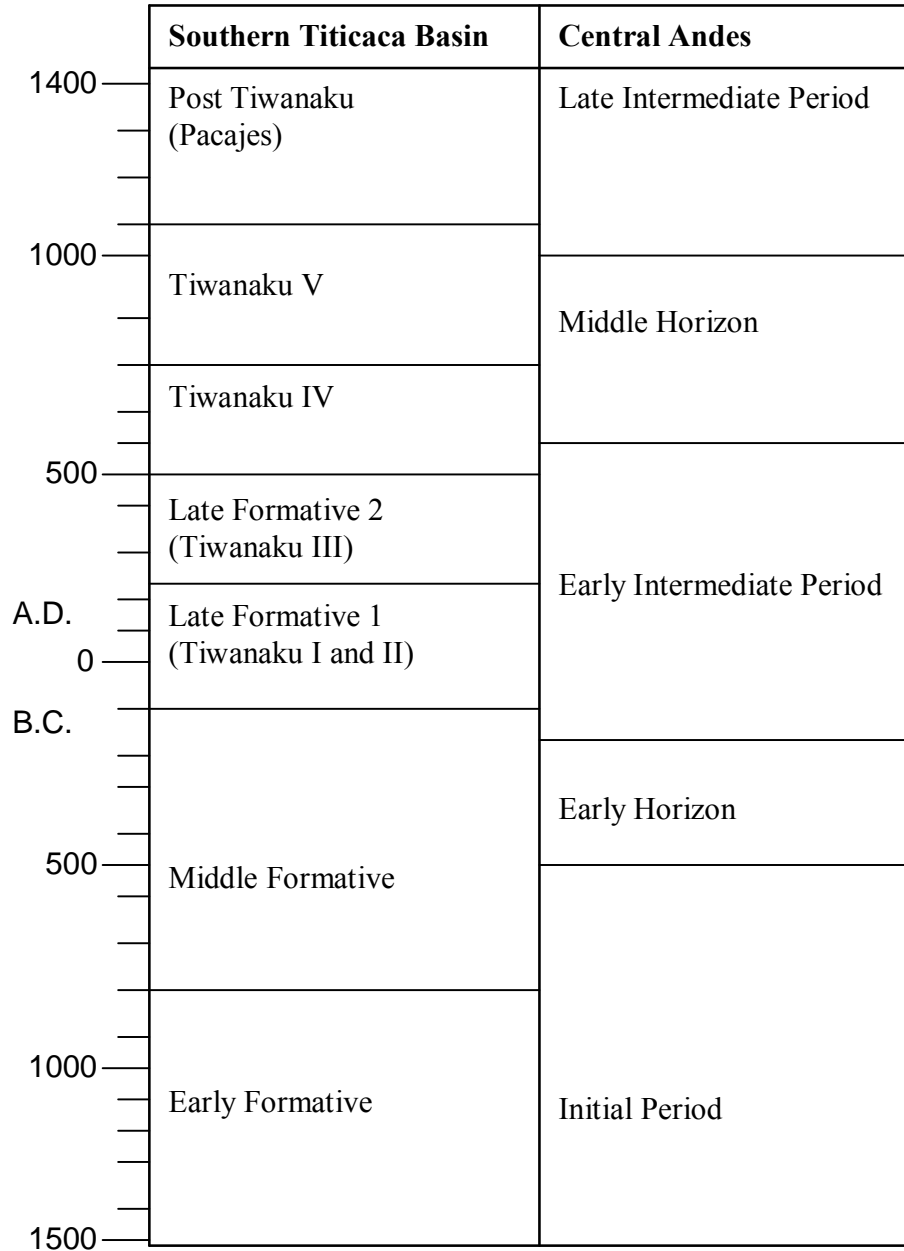 Southern Titicaca Basin Central Andes
1400
Post Tiwanaku
(Pacajes)
Late Intermediate Period
1000
Tiwanaku V
Middle Horizon
Tiwanaku IV
500
Late Formative 2
(Tiwanaku III)
Early Intermediate Period
A.D.
Late Formative 1
(Tiwanaku I and II)
0
B.C.
Early Horizon
500
Middle Formative
1000
Early Formative
Initial Period
1500